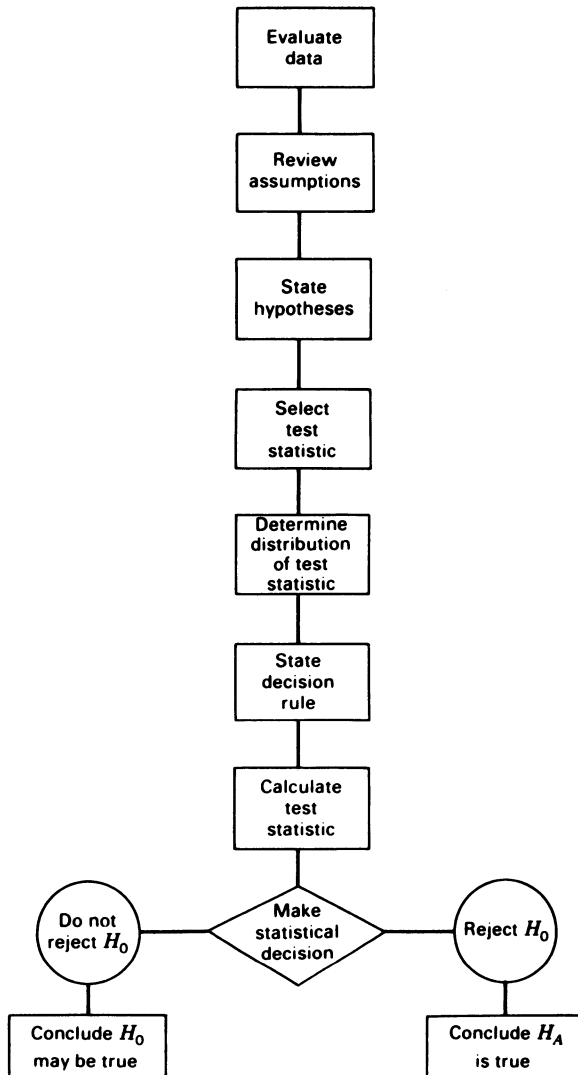 Evaluate
data
Review
assumptions
State
hypotheses
Select
test
statistic
Determine
distribution
of test
statistic
State
decision
rule
Calculate
test
statistic
Make
statistical
decision
Do not
reject H₀
Reject H₀
Conclude H₀
may be true
Conclude H_A
is true